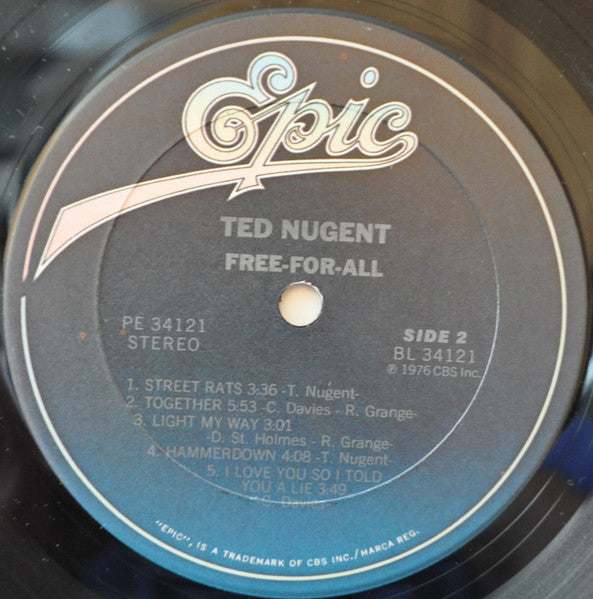 Epic
TED NUGENT
FREE-FOR-ALL
PE 34121
STEREO
SIDE 2
BL 34121
℗ 1976 CBS Inc.
1. STREET RATS 3:36 -T. Nugent-
2. TOGETHER 5:53 -C. Davies - R. Grange-
3. LIGHT MY WAY 3:01
-D. St. Holmes - R. Grange-
4. HAMMERDOWN 4:08 -T. Nugent-
5. I LOVE YOU SO I TOLD
YOU A LIE 3:49
"EPIC", IS A TRADEMARK OF CBS INC./MARCA REG.